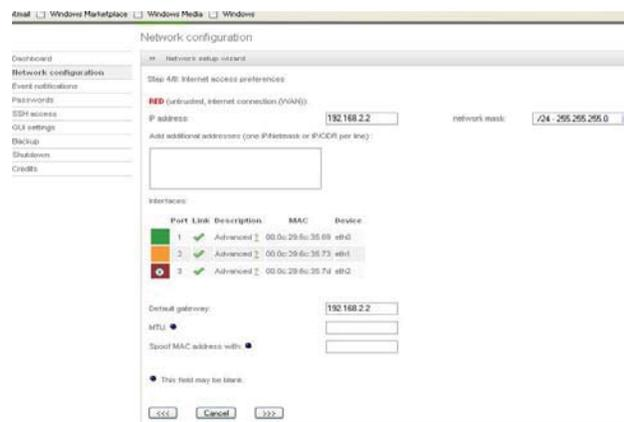 tmail Windows Marketplace Windows Media Windows
Network configuration
Dashboard
Network configuration
Event notifications
Passwords
SSH access
GUI settings
Backup
Shutdown
Credits
Network setup wizard
Step 4/8: Internet access preferences
RED (untrusted, internet connection (WAN)):
IP address: 192.168.2.2 network mask: /24 - 255.255.255.0
Add additional addresses (one IP/Netmask or IP/CIDR per line):
Interfaces:
Port Link Description MAC Device
1 Advanced ? 00:0c:29:6c:35:69 eth0
2 Advanced ? 00:0c:29:6c:35:73 eth1
3 Advanced ? 00:0c:29:6c:35:7d eth2
Default gateway: 192.168.2.2
MTU:
Spoof MAC address with:
This field may be blank.
<<< Cancel >>>